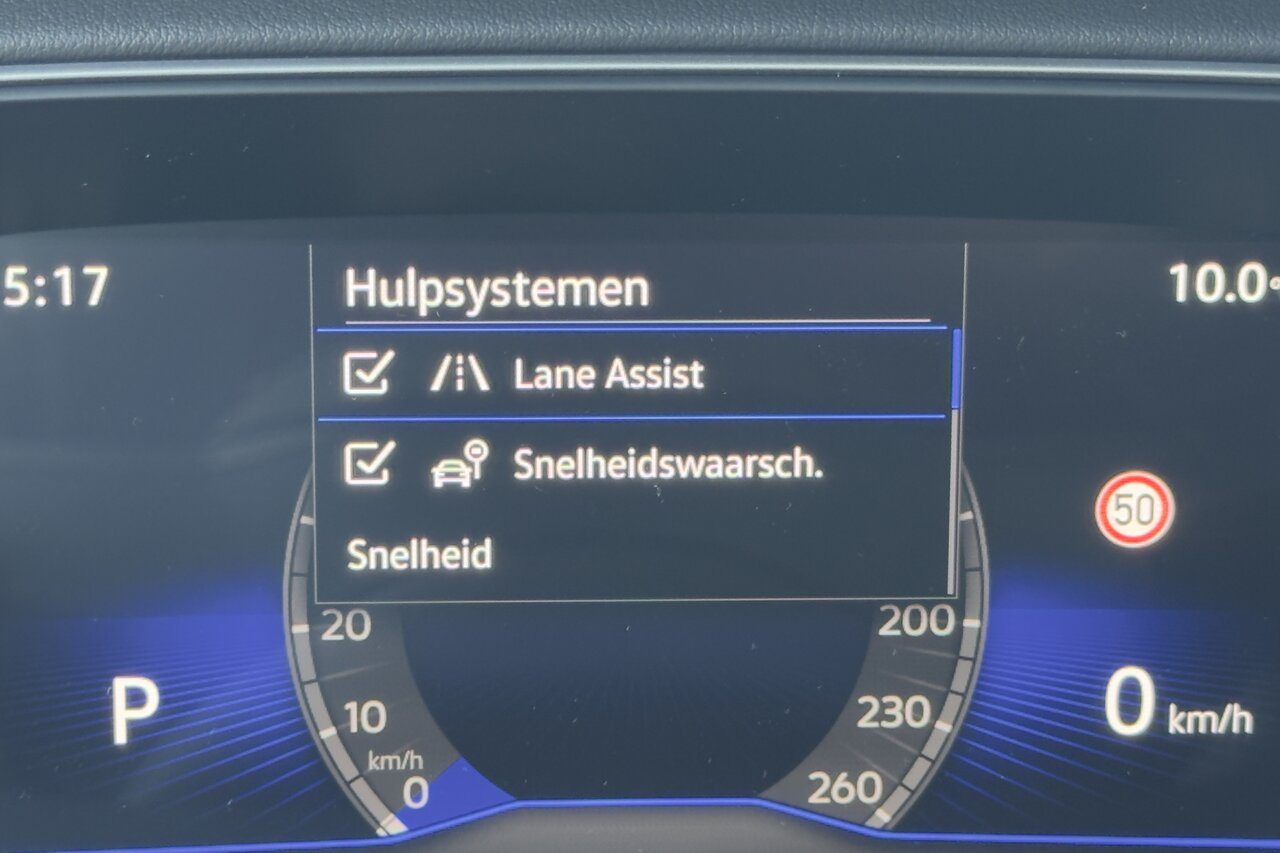 5:17
Hulpsystemen
10.0°
Lane Assist
Snelheidswaarsch.
50
Snelheid
20
200
P
10
230
0 km/h
km/h
0
260